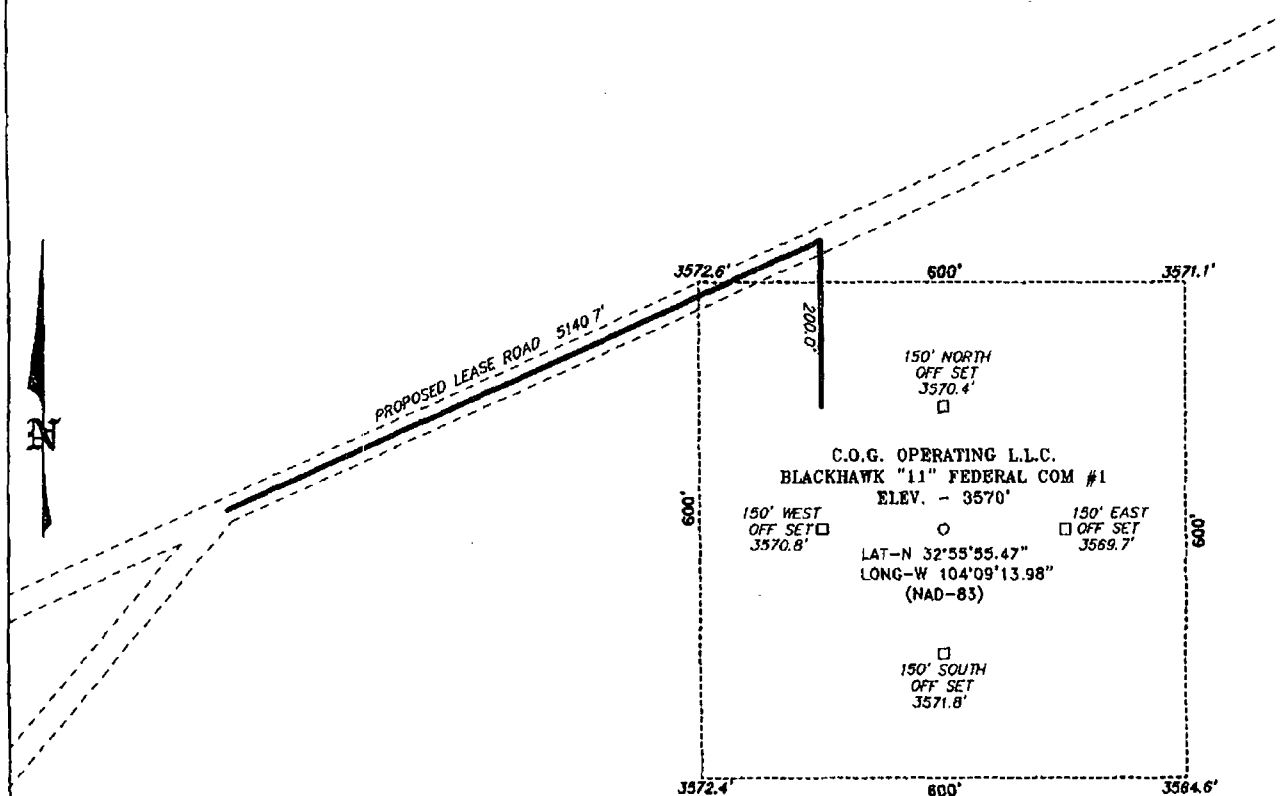 3572.6'
600'
3571.1'
PROPOSED LEASE ROAD 5140.7'
200.0'
150' NORTH
OFF SET
3570.4'
C.O.G. OPERATING L.L.C.
BLACKHAWK "11" FEDERAL COM #1
ELEV. - 3570'
600'
150' WEST
OFF SET
3570.8'
150' EAST
OFF SET
3569.7'
600'
LAT-N 32°55'55.47"
LONG-W 104°09'13.98"
(NAD-83)
150' SOUTH
OFF SET
3571.8'
3572.4'
600'
3564.6'
N